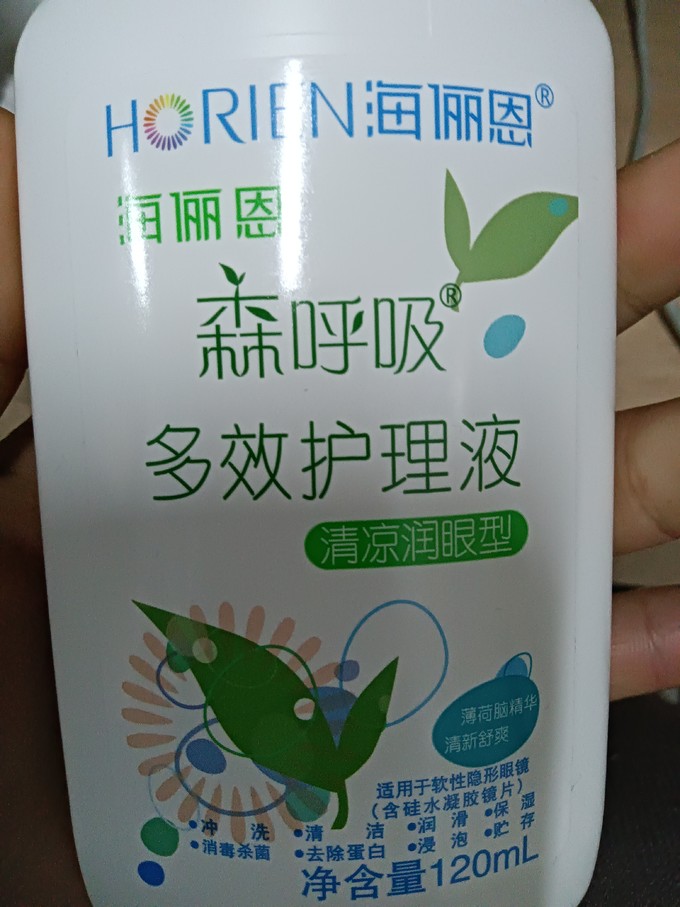 HORIEN海俪恩®
海俪恩
森呼吸®
多效护理液
清凉润眼型
薄荷脑精华
清新舒爽
适用于软性隐形眼镜
(含硅水凝胶镜片)
•冲洗 •清洁 •润滑 •保湿
•消毒杀菌 •去除蛋白 •浸泡 •贮存
净含量120mL